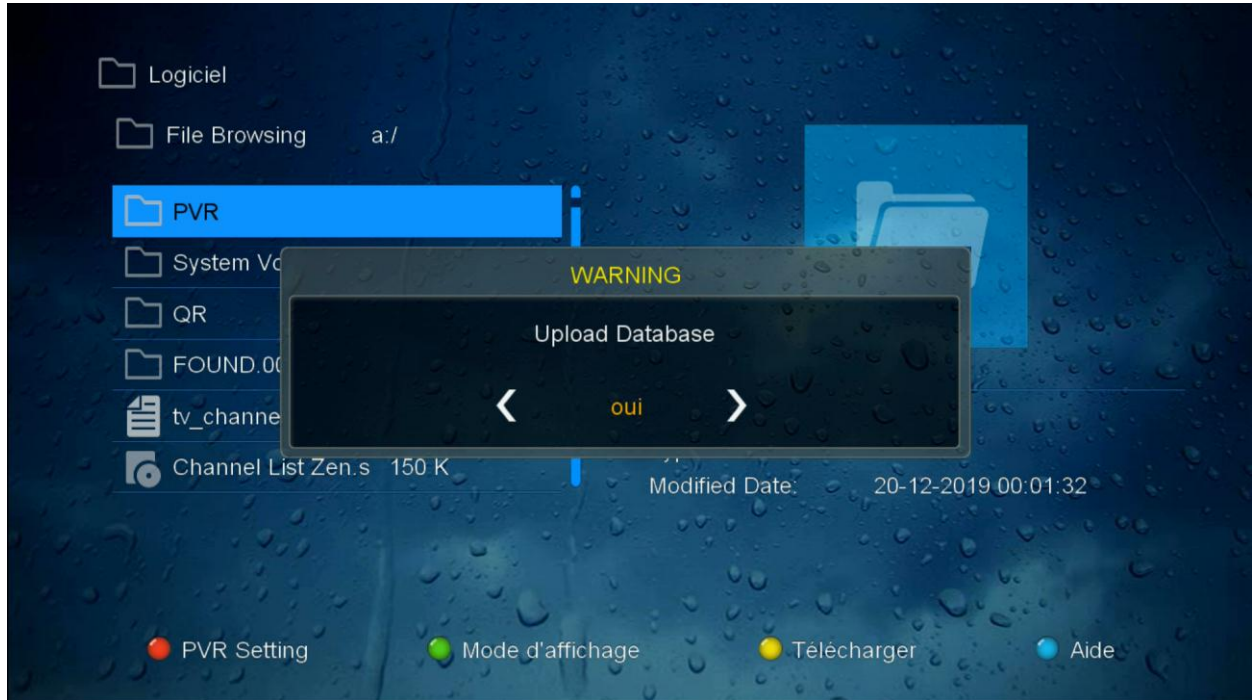 Logiciel
File Browsing a:/
PVR
System Vo
QR
FOUND.00
tv_channe
Channel List Zen.s 150 K
WARNING
Upload Database
oui
Modified Date: 20-12-2019 00:01:32
PVR Setting Mode d'affichage Télécharger Aide